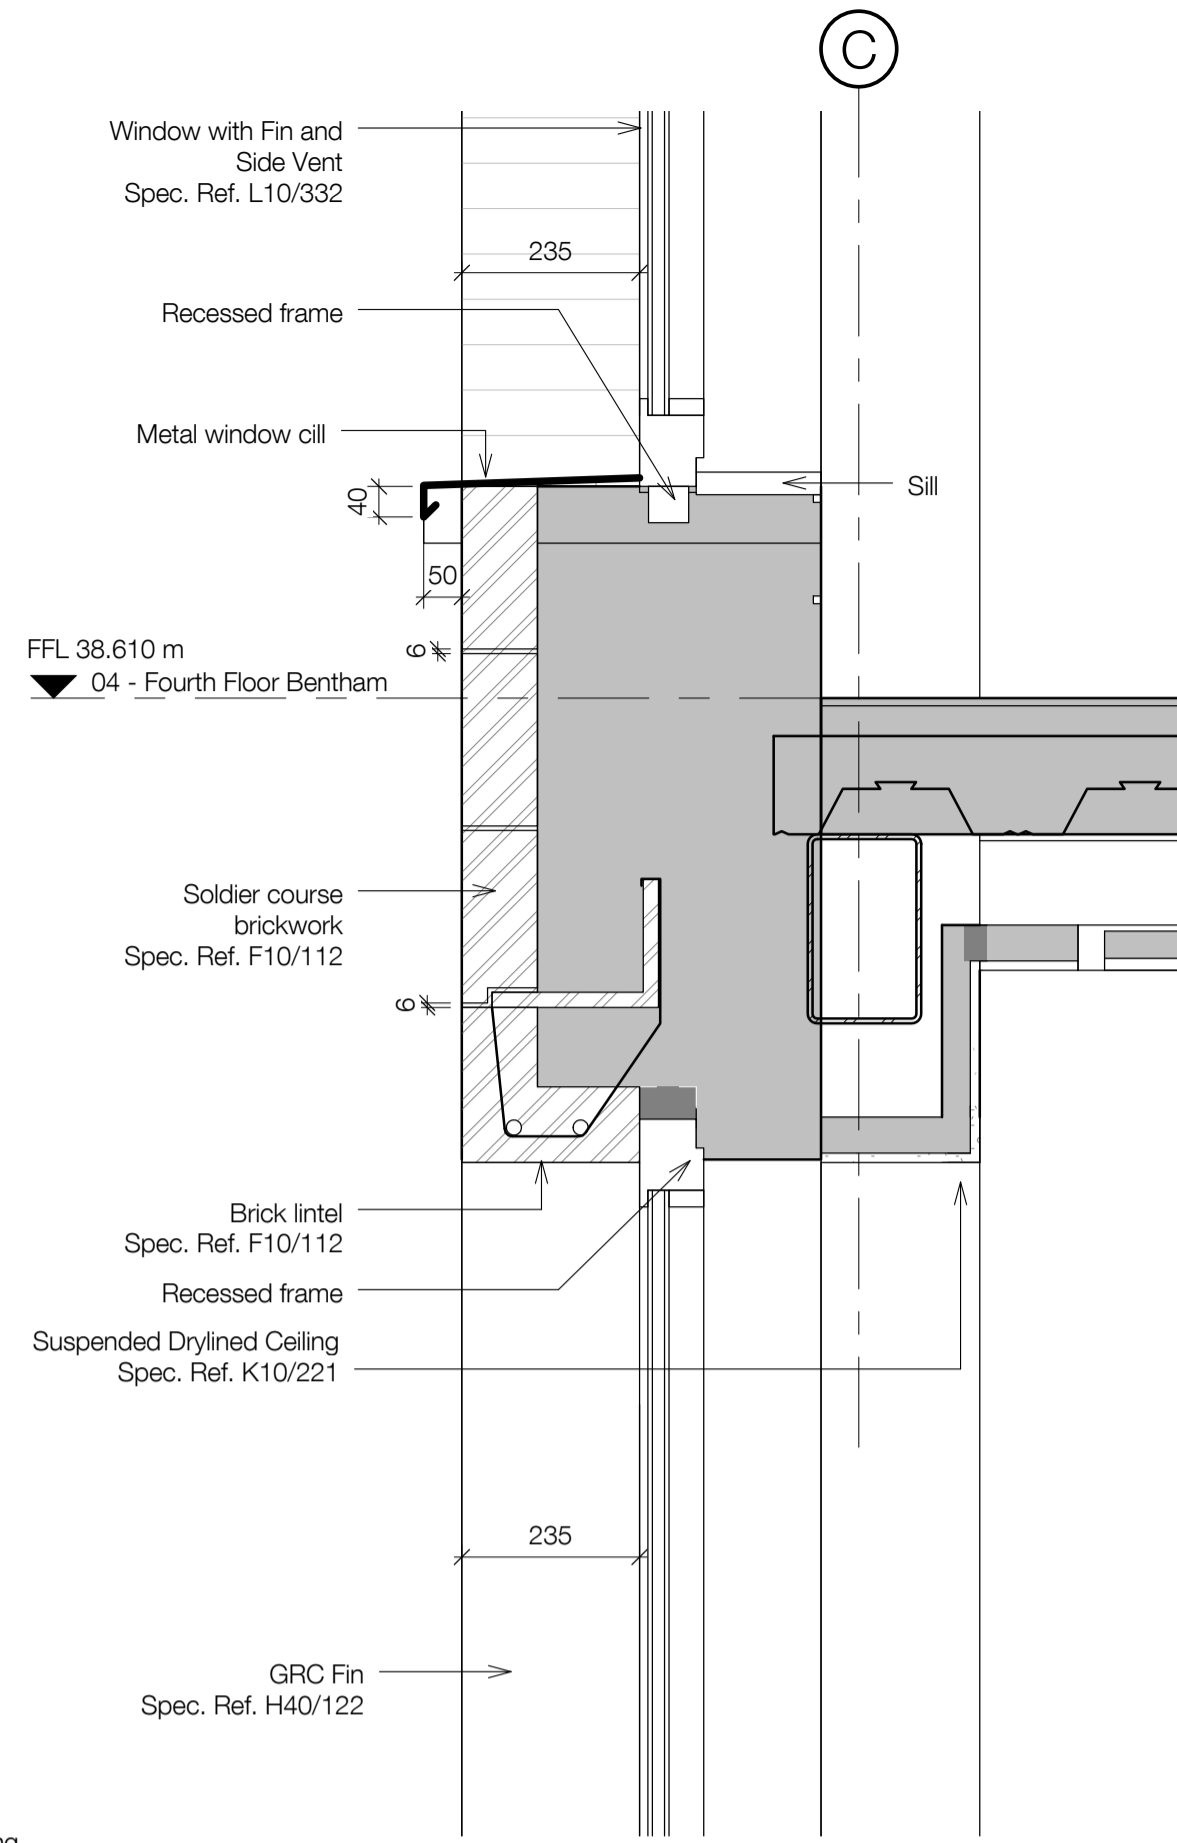 C
Window with Fin and
Side Vent
Spec. Ref. L10/332
235
Recessed frame
Metal window cill
Sill
40
50
6
FFL 38.610 m
04 - Fourth Floor Bentham
Soldier course
brickwork
Spec. Ref. F10/112
6
Brick lintel
Spec. Ref. F10/112
Recessed frame
Suspended Drylined Ceiling
Spec. Ref. K10/221
235
GRC Fin
Spec. Ref. H40/122